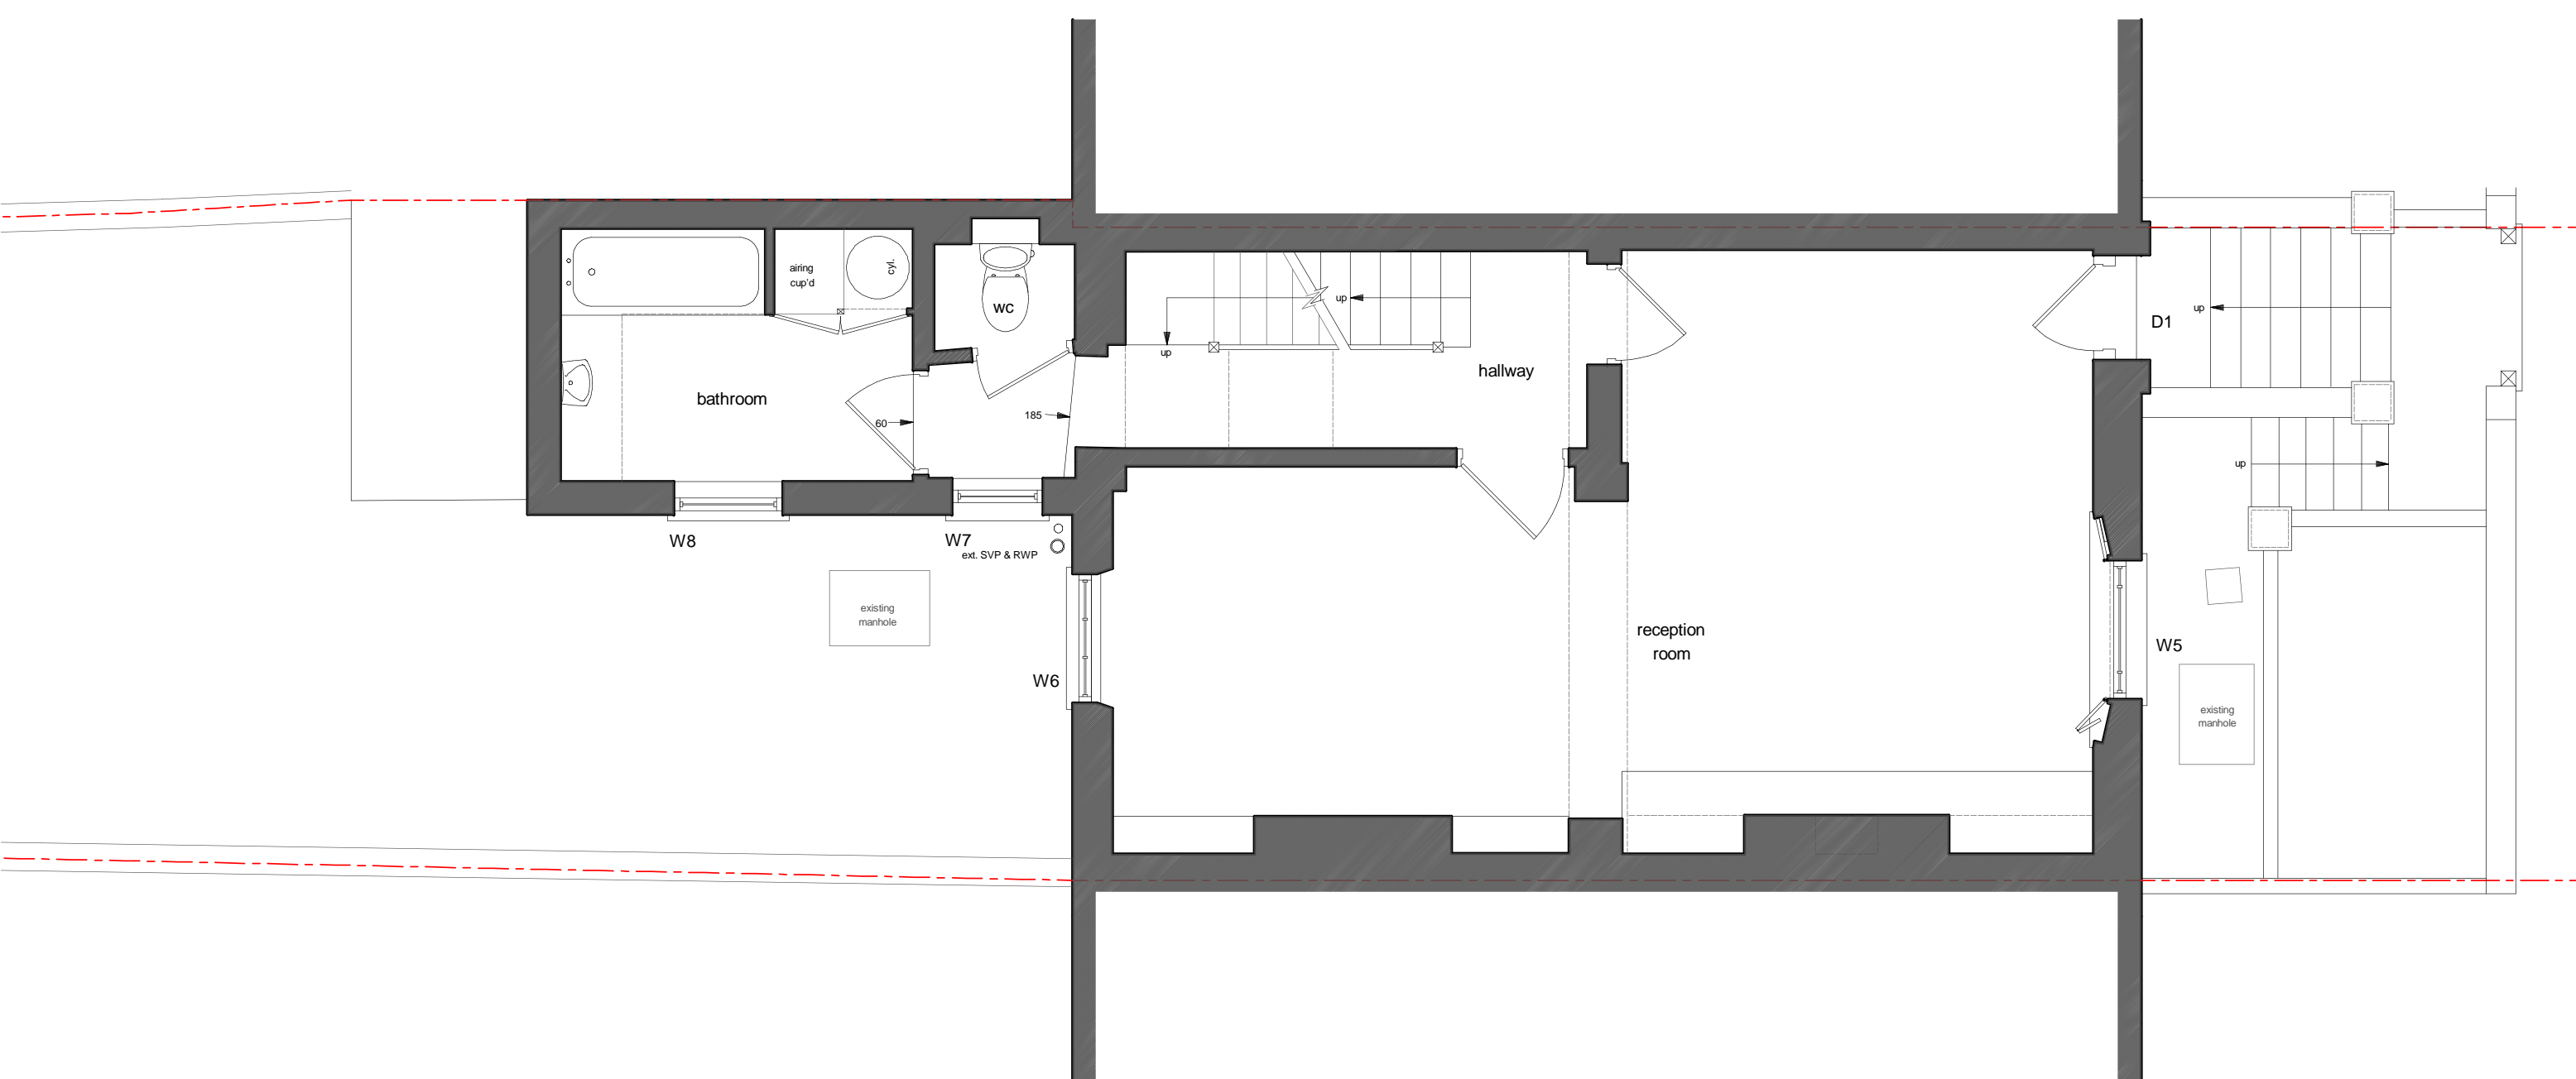 airing
cup'd
cyl.
wc
up
up
up
D1
hallway
bathroom
60
185
up
W8
W7
ext. SVP & RWP
existing
manhole
reception
room
W5
W6
existing
manhole